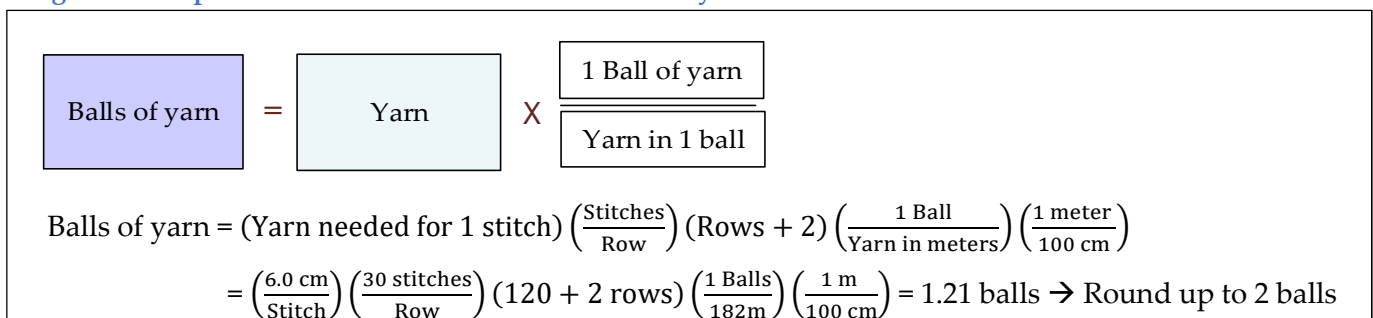 1 Ball of yarn
Balls of yarn = Yarn X
Yarn in 1 ball
Balls of yarn = (Yarn needed for 1 stitch) (Stitches/Row) (Rows + 2) (1 Ball/Yarn in meters) (1 meter/100 cm)
= (6.0 cm/Stitch) (30 stitches/Row) (120 + 2 rows) (1 Balls/182m) (1 m/100 cm) = 1.21 balls → Round up to 2 balls